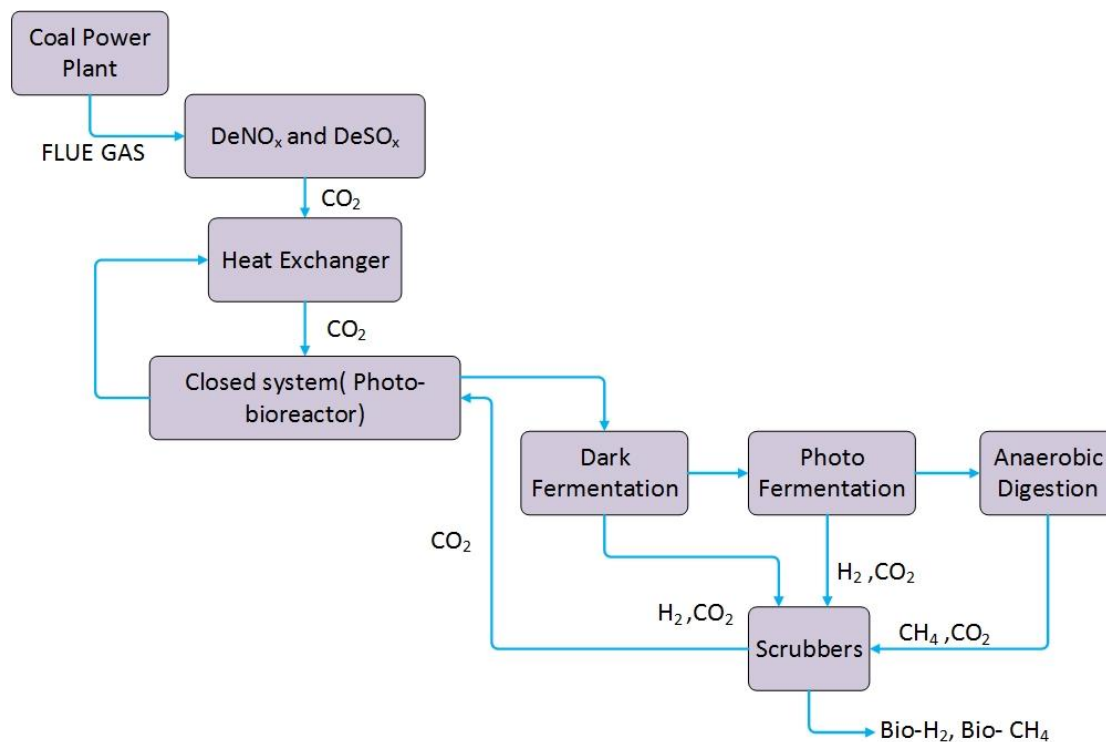 Coal Power
Plant
FLUE GAS
DeNOₓ and DeSOₓ
CO₂
Heat Exchanger
CO₂
Closed system( Photo-
bioreactor)
Dark
Fermentation
Photo
Fermentation
Anaerobic
Digestion
CO₂
H₂ ,CO₂
H₂ ,CO₂
CH₄ ,CO₂
Scrubbers
Bio-H₂, Bio- CH₄